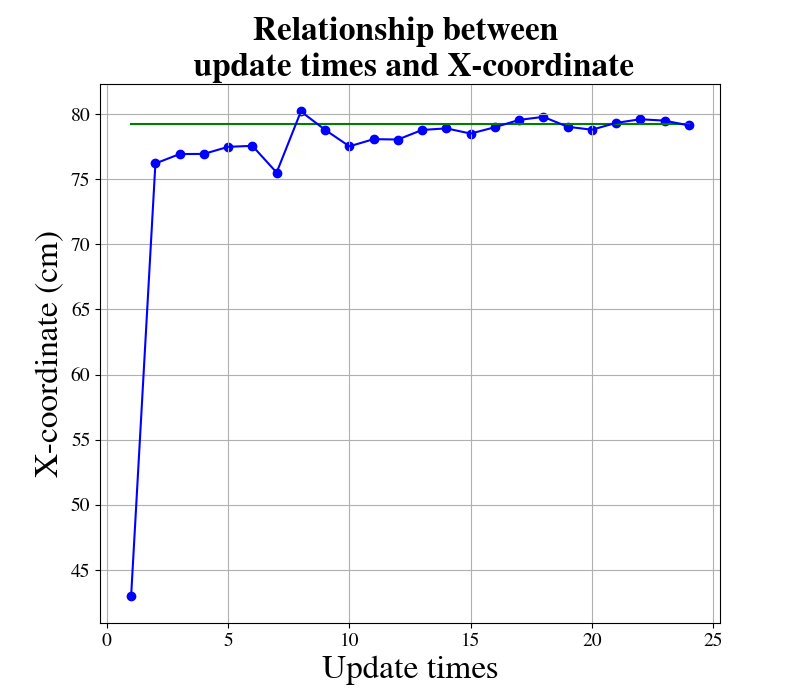 Relationship between
update times and X-coordinate
80
75
70
65
60
55
50
45
X-coordinate (cm)
0 5 10 15 20 25
Update times